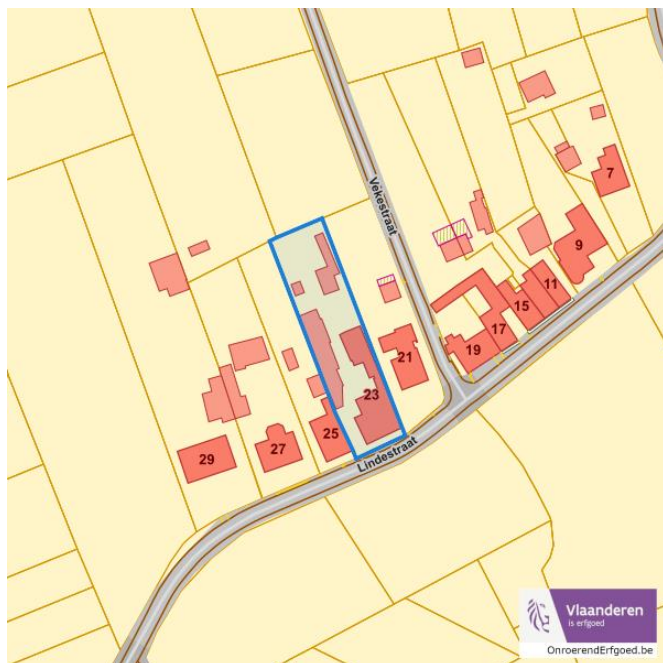 Vekestraat
7
9
11
15
17
19
21
23
25
27
29
Lindestraat
Vlaanderen
is erfgoed
OnroerendErfgoed.be